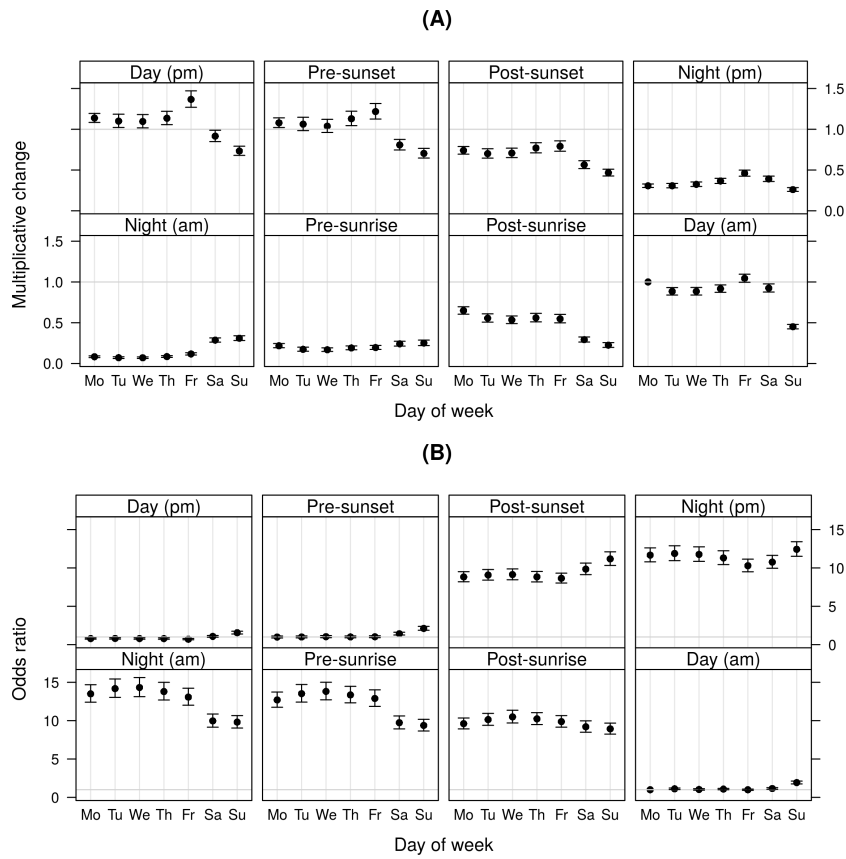 (A)
Day (pm) Pre-sunset Post-sunset Night (pm)
1.5
1.0
0.5
0.0
Night (am) Pre-sunrise Post-sunrise Day (am)
1.5
1.0
0.5
0.0
Multiplicative change
Mo Tu We Th Fr Sa Su Mo Tu We Th Fr Sa Su Mo Tu We Th Fr Sa Su Mo Tu We Th Fr Sa Su
Day of week
(B)
Day (pm) Pre-sunset Post-sunset Night (pm)
15
10
5
0
Night (am) Pre-sunrise Post-sunrise Day (am)
15
10
5
0
Odds ratio
Mo Tu We Th Fr Sa Su Mo Tu We Th Fr Sa Su Mo Tu We Th Fr Sa Su Mo Tu We Th Fr Sa Su
Day of week